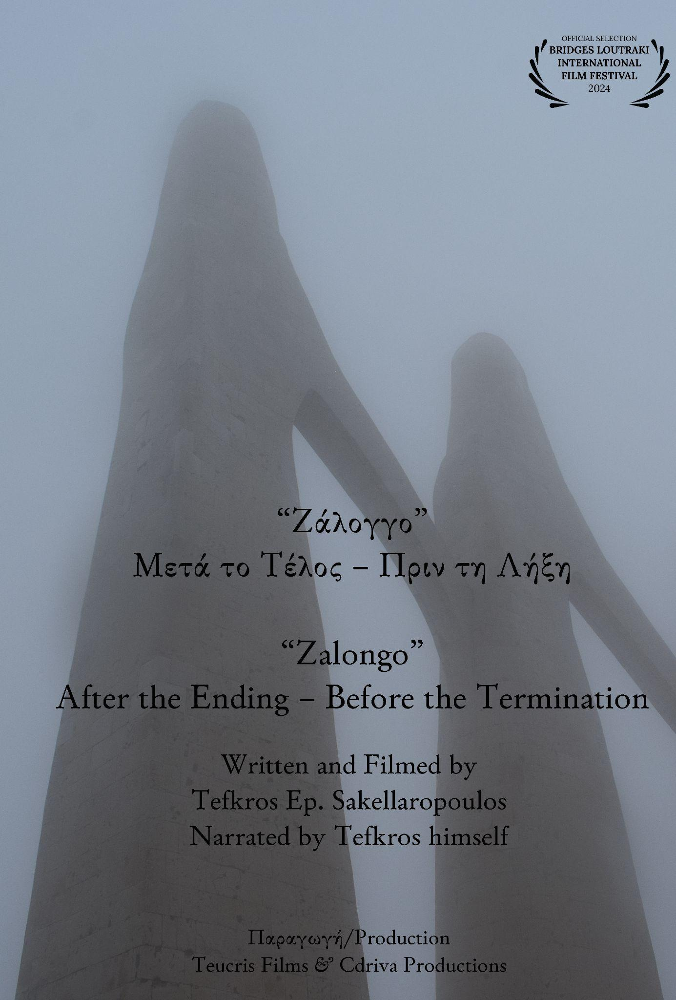 OFFICIAL SELECTION
BRIDGES LOUTRAKI
INTERNATIONAL
FILM FESTIVAL
2024
“Ζάλογγο”
Μετά το Τέλος – Πριν τη Λήξη
“Zalongo”
After the Ending – Before the Termination
Written and Filmed by
Tefkros Ep. Sakellaropoulos
Narrated by Tefkros himself
Παραγωγή/Production
Teucris Films & Cdriva Productions